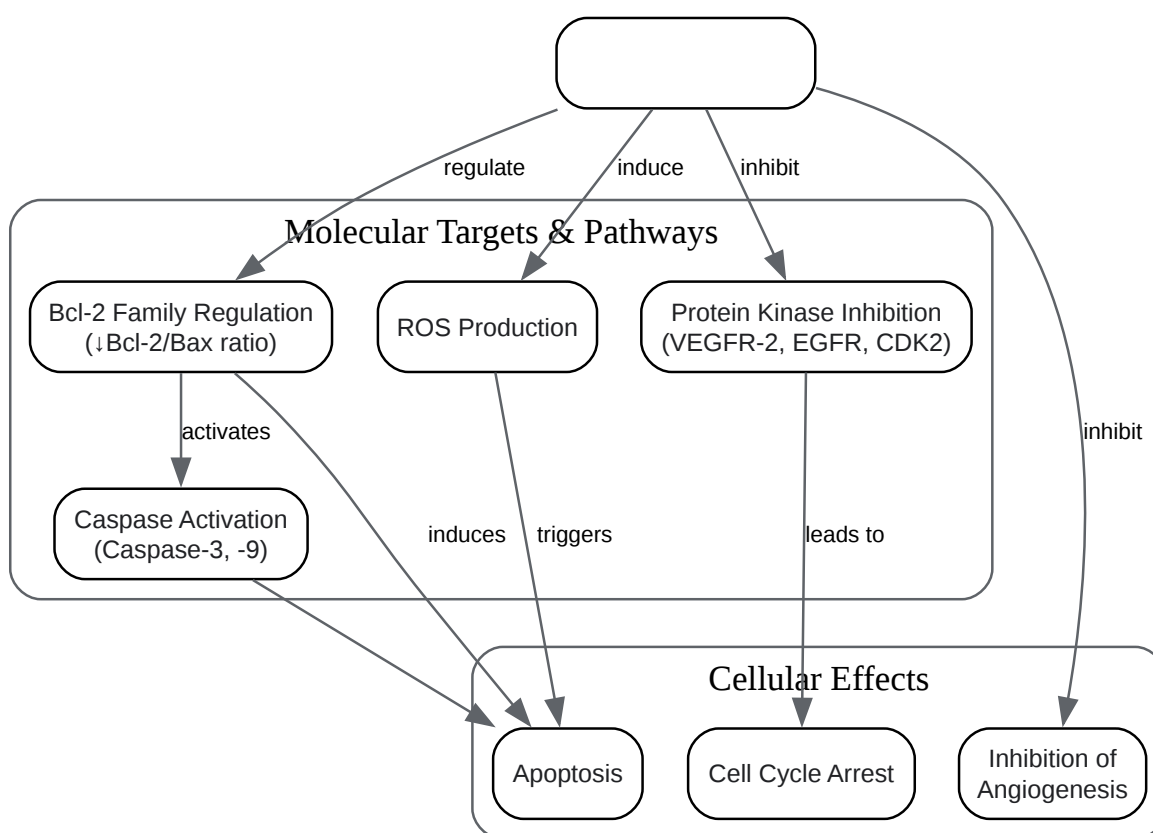 regulate
induce
inhibit
Molecular Targets & Pathways
Bcl-2 Family Regulation
(↓Bcl-2/Bax ratio)
ROS Production
Protein Kinase Inhibition
(VEGFR-2, EGFR, CDK2)
activates
inhibit
Caspase Activation
(Caspase-3, -9)
induces
triggers
leads to
Cellular Effects
Apoptosis
Cell Cycle Arrest
Inhibition of
Angiogenesis